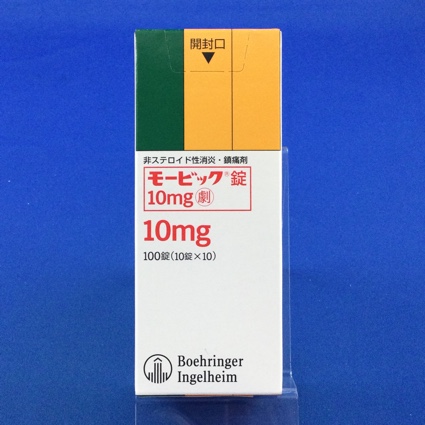 開封口
非ステロイド性消炎・鎮痛剤
モービック®錠
10mg 劇
10mg
100錠(10錠×10)
Boehringer
Ingelheim